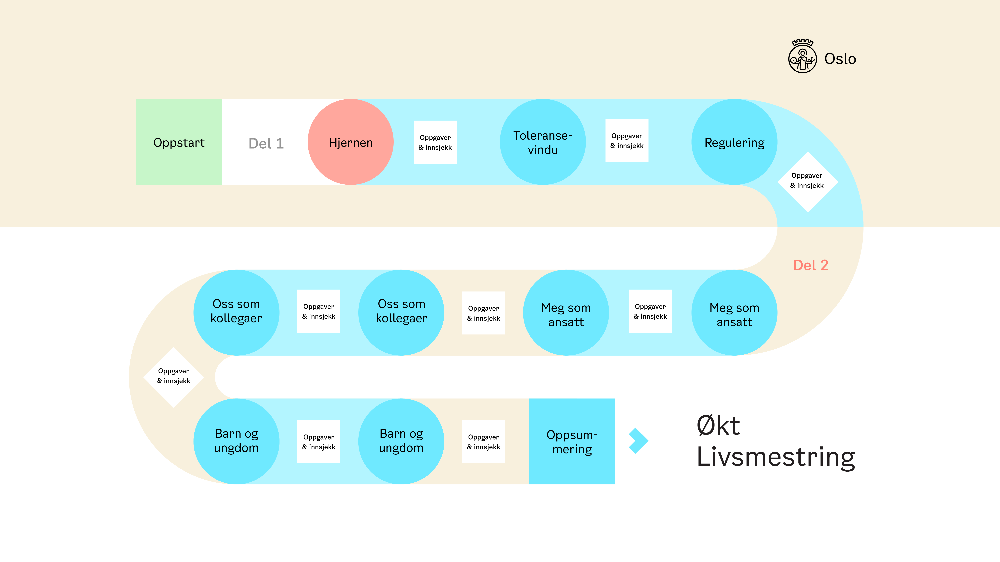 Oslo
Oppstart
Del 1
Hjernen
Oppgaver
& innsjekk
Toleranse-
vindu
Oppgaver
& innsjekk
Regulering
Oppgaver
& innsjekk
Del 2
Meg som
ansatt
Oppgaver
& innsjekk
Meg som
ansatt
Oppgaver
& innsjekk
Oss som
kollegaer
Oppgaver
& innsjekk
Oss som
kollegaer
Oppgaver
& innsjekk
Barn og
ungdom
Oppgaver
& innsjekk
Barn og
ungdom
Oppgaver
& innsjekk
Oppsum-
mering
Økt
Livsmestring